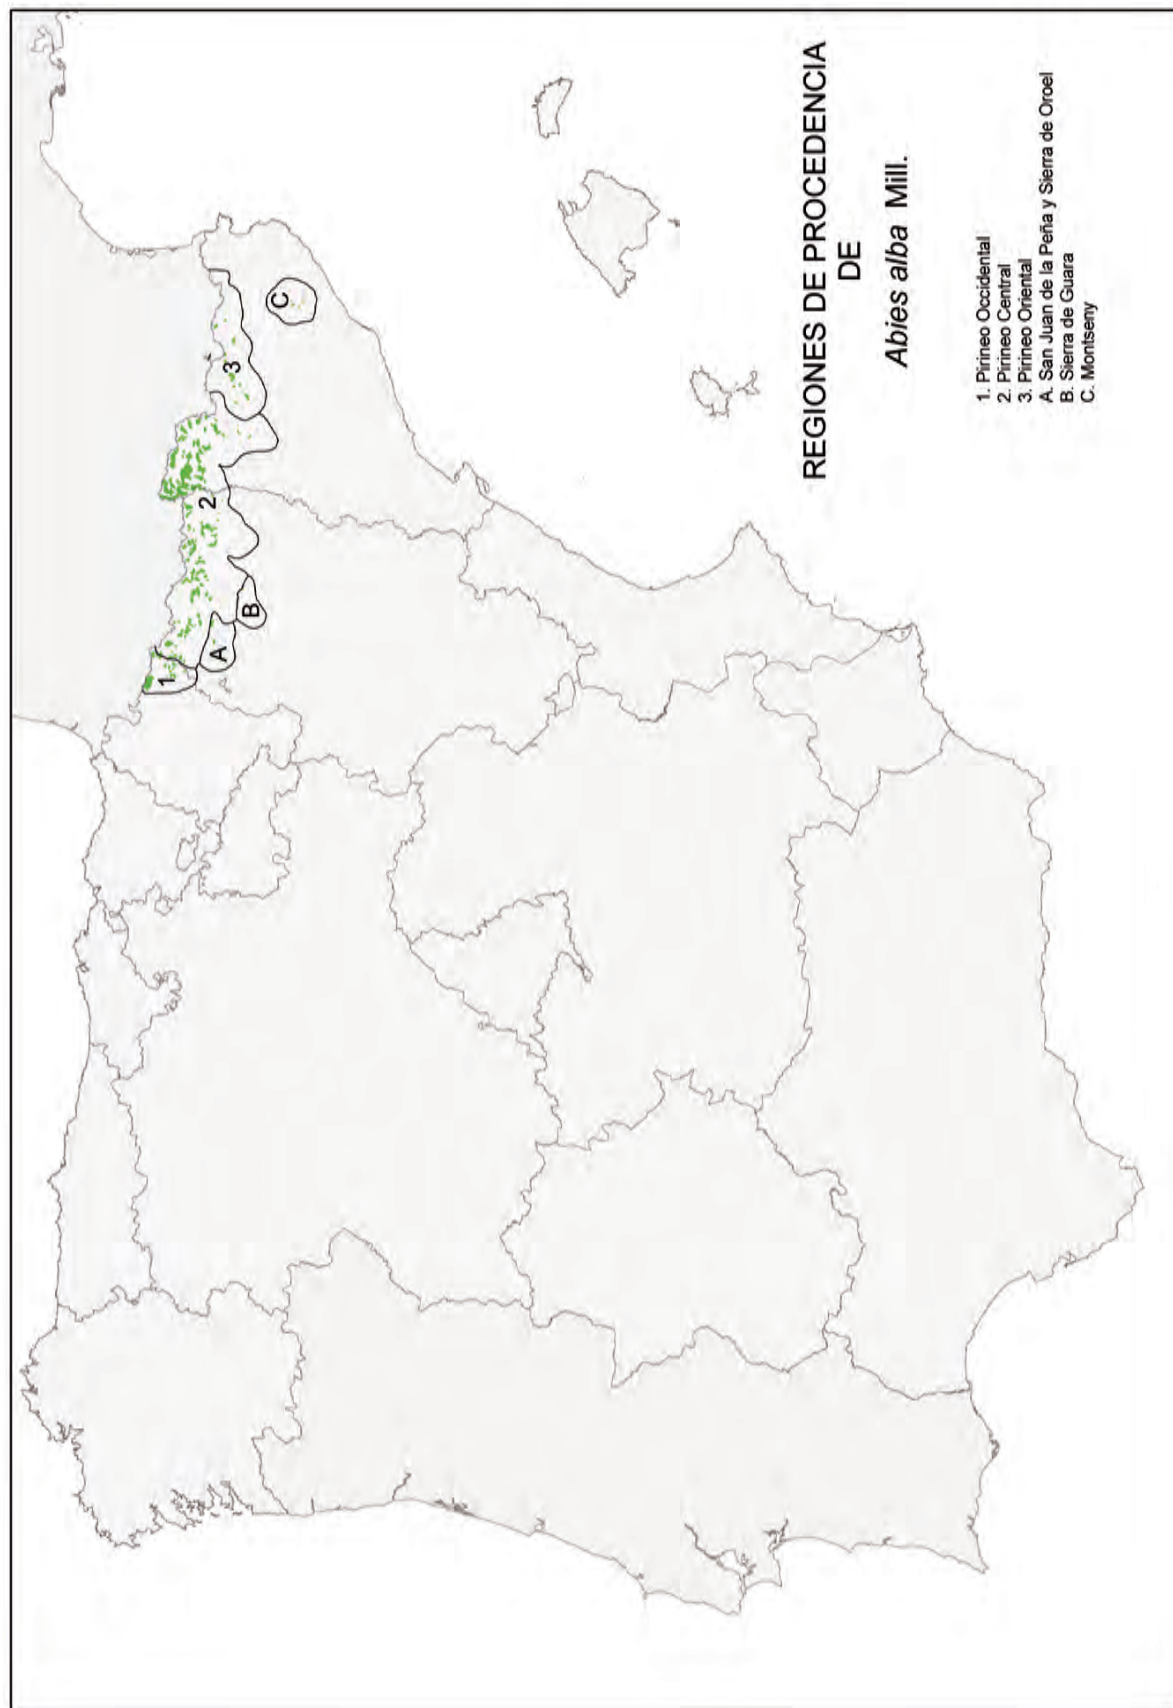 REGIONES DE PROCEDENCIA
DE
Abies alba Mill.
1. Pirineo Occidental
2. Pirineo Central
3. Pirineo Oriental
A. San Juan de la Peña y Sierra de Oroel
B. Sierra de Guara
C. Montseny
1
2
3
A
B
C